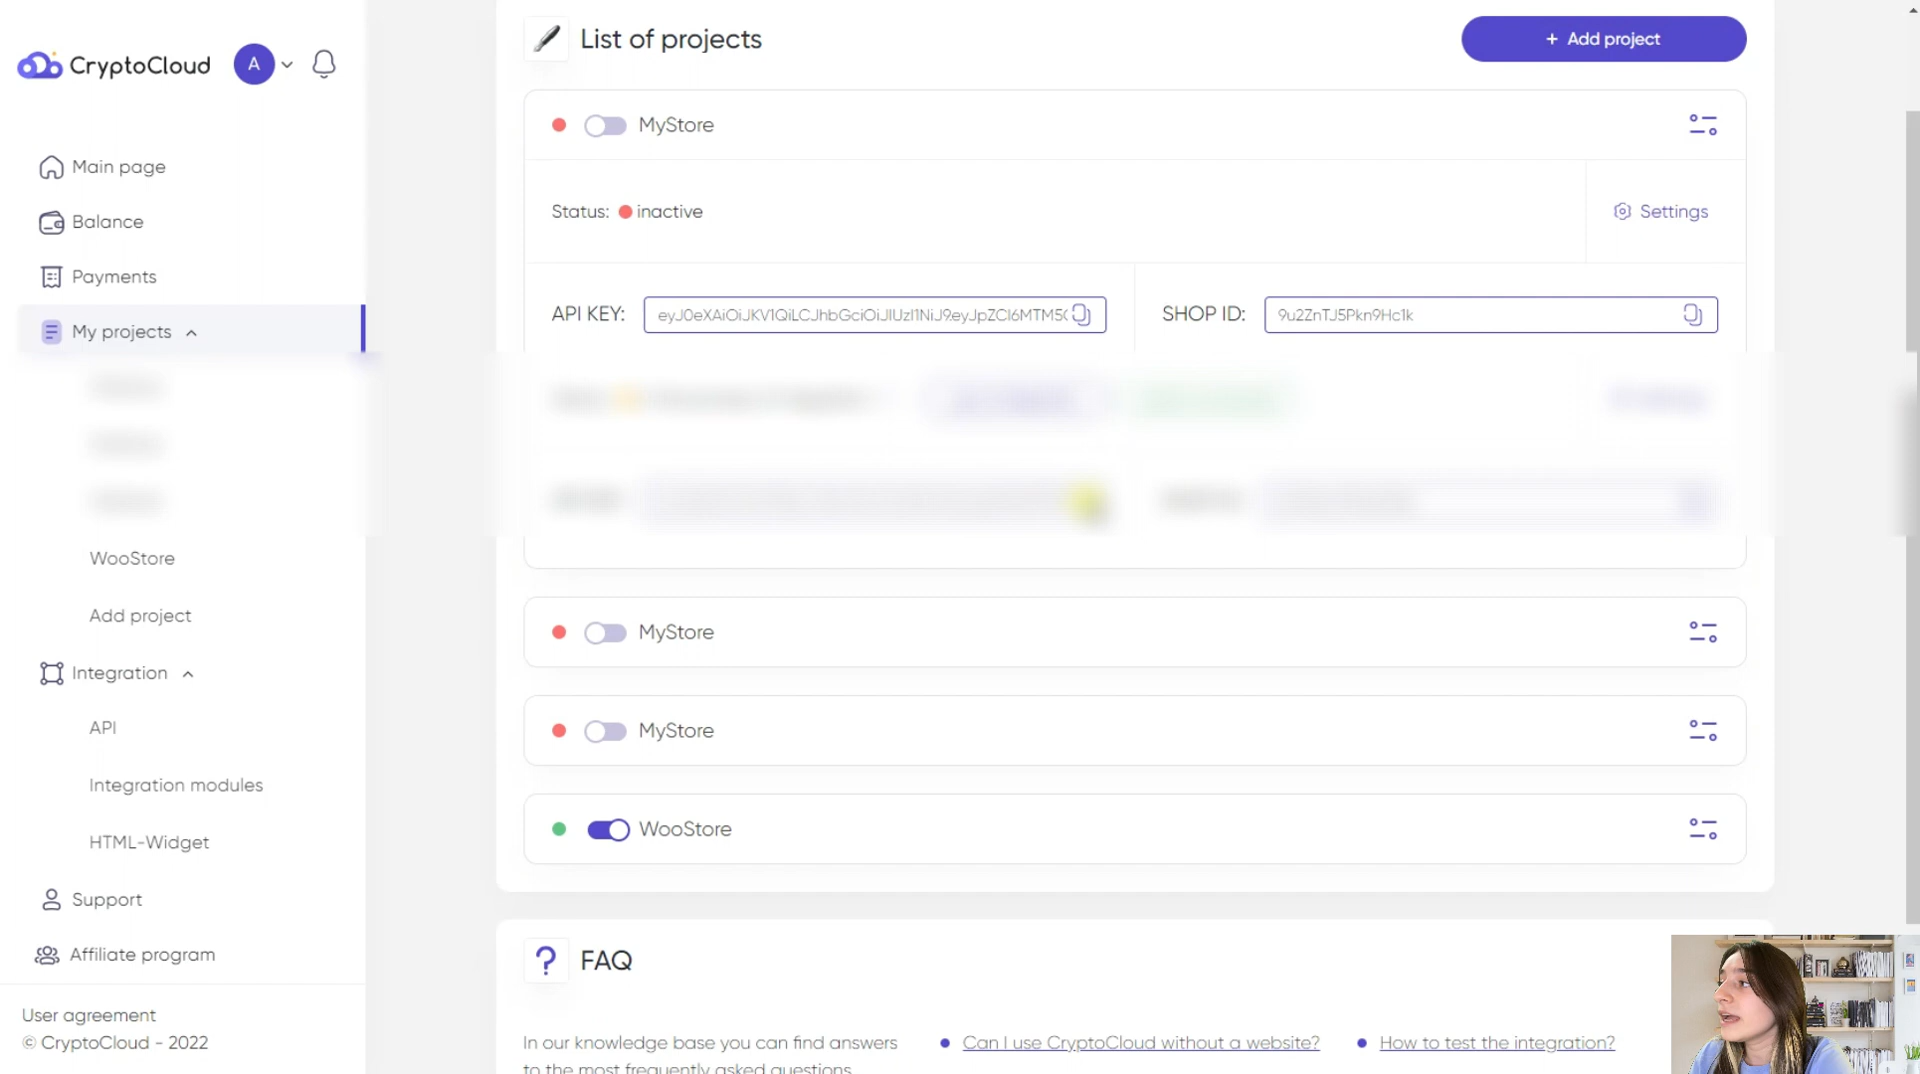 CryptoCloud
A
Main page
Balance
Payments
My projects
WooStore
Add project
Integration
API
Integration modules
HTML-Widget
Support
Affiliate program
User agreement
© CryptoCloud - 2022
List of projects
+ Add project
MyStore
Status: inactive
Settings
API KEY:
SHOP ID: 9u2ZnTJ5Pkn9Hc1k
MyStore
MyStore
WooStore
? FAQ
In our knowledge base you can find answers
to the most frequently asked questions
Can I use CryptoCloud without a website?
How to test the integration?